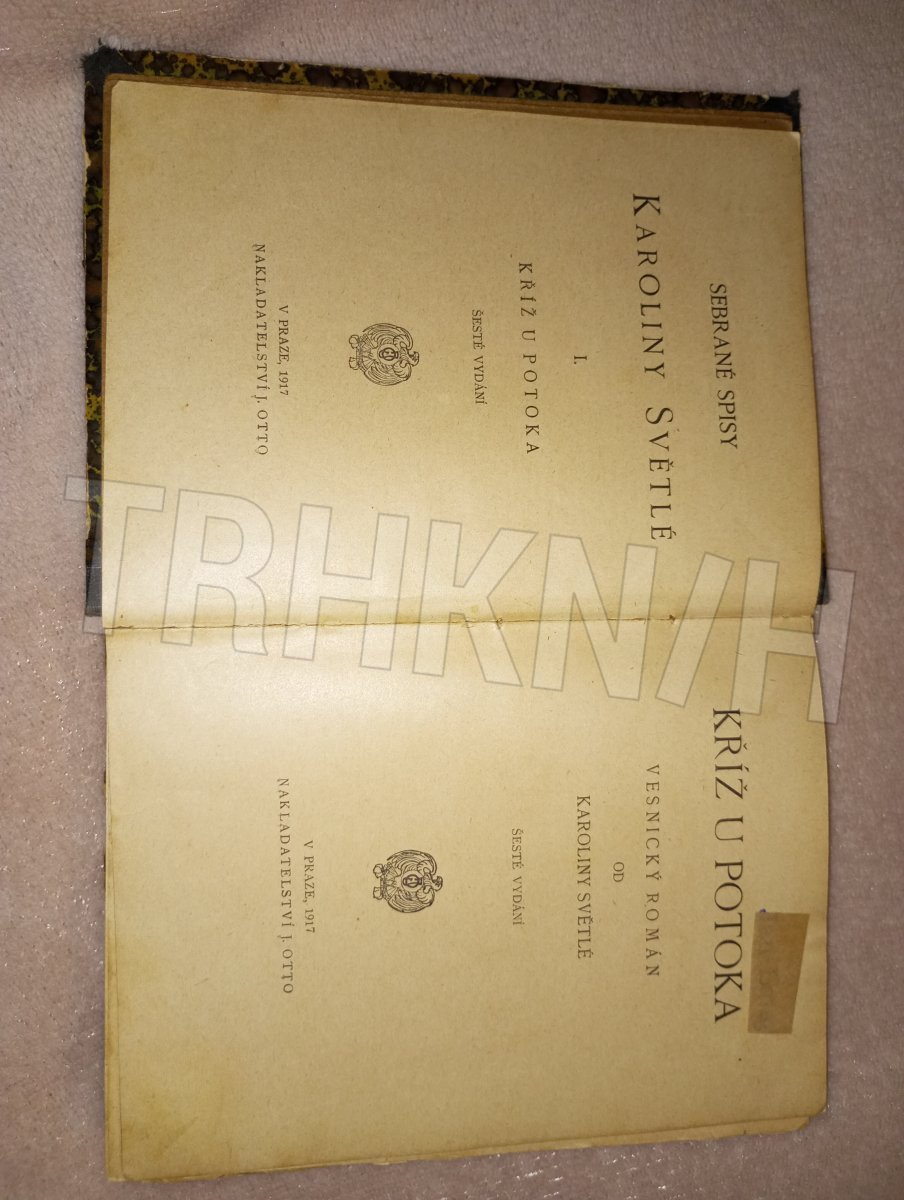 SEBRANÉ SPISY
KAROLINY SVĚTLÉ
I.
KŘÍŽ U POTOKA
ŠESTÉ VYDÁNÍ
V PRAZE, 1917
NAKLADATELSTVÍ J. OTTO
KŘÍŽ U POTOKA
VESNICKÝ ROMÁN
OD
KAROLINY SVĚTLÉ
ŠESTÉ VYDÁNÍ
V PRAZE, 1917
NAKLADATELSTVÍ J. OTTO
TRHKNIH